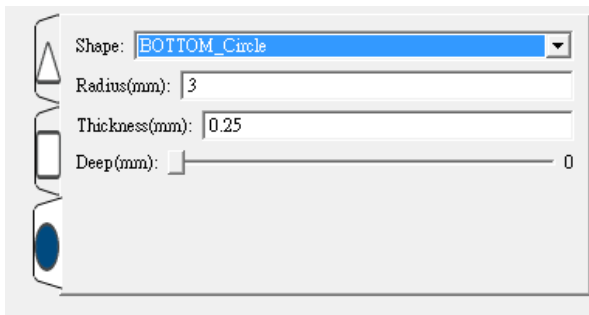 Shape: BOTTOM_Circle
Radius(mm): 3
Thickness(mm): 0.25
Deep(mm): 0